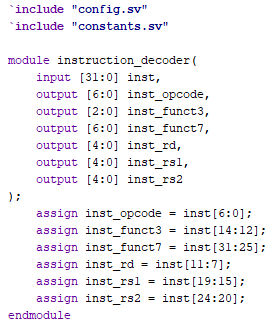 `include "config.sv"
`include "constants.sv"
module instruction_decoder(
input [31:0] inst,
output [6:0] inst_opcode,
output [2:0] inst_funct3,
output [6:0] inst_funct7,
output [4:0] inst_rd,
output [4:0] inst_rs1,
output [4:0] inst_rs2
);
assign inst_opcode = inst[6:0];
assign inst_funct3 = inst[14:12];
assign inst_funct7 = inst[31:25];
assign inst_rd = inst[11:7];
assign inst_rs1 = inst[19:15];
assign inst_rs2 = inst[24:20];
endmodule